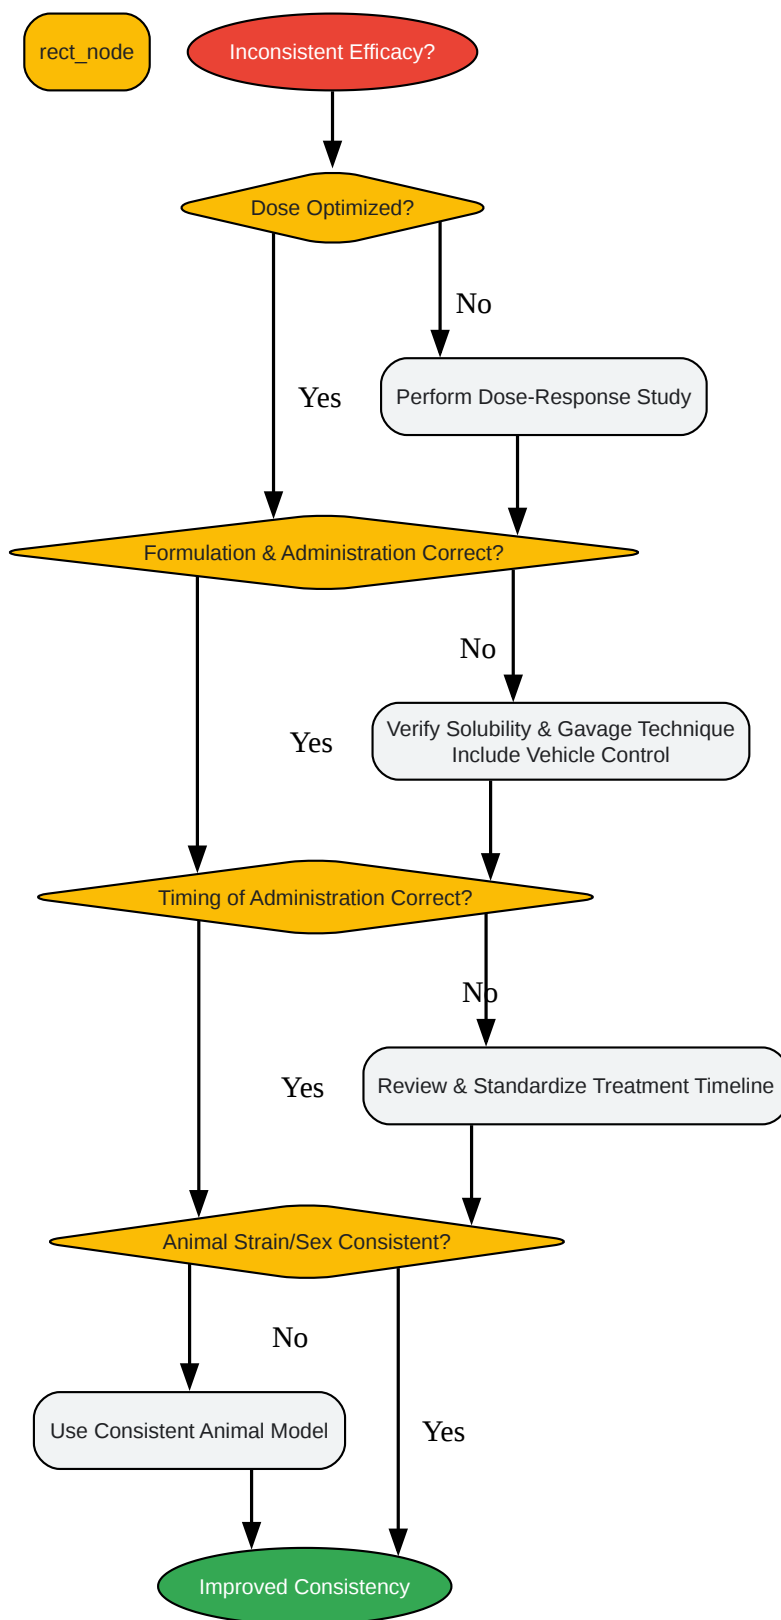 rect_node
Inconsistent Efficacy?
Dose Optimized?
No
Yes
Perform Dose-Response Study
Formulation & Administration Correct?
No
Yes
Verify Solubility & Gavage Technique
Include Vehicle Control
Timing of Administration Correct?
No
Yes
Review & Standardize Treatment Timeline
Animal Strain/Sex Consistent?
No
Use Consistent Animal Model
Yes
Improved Consistency